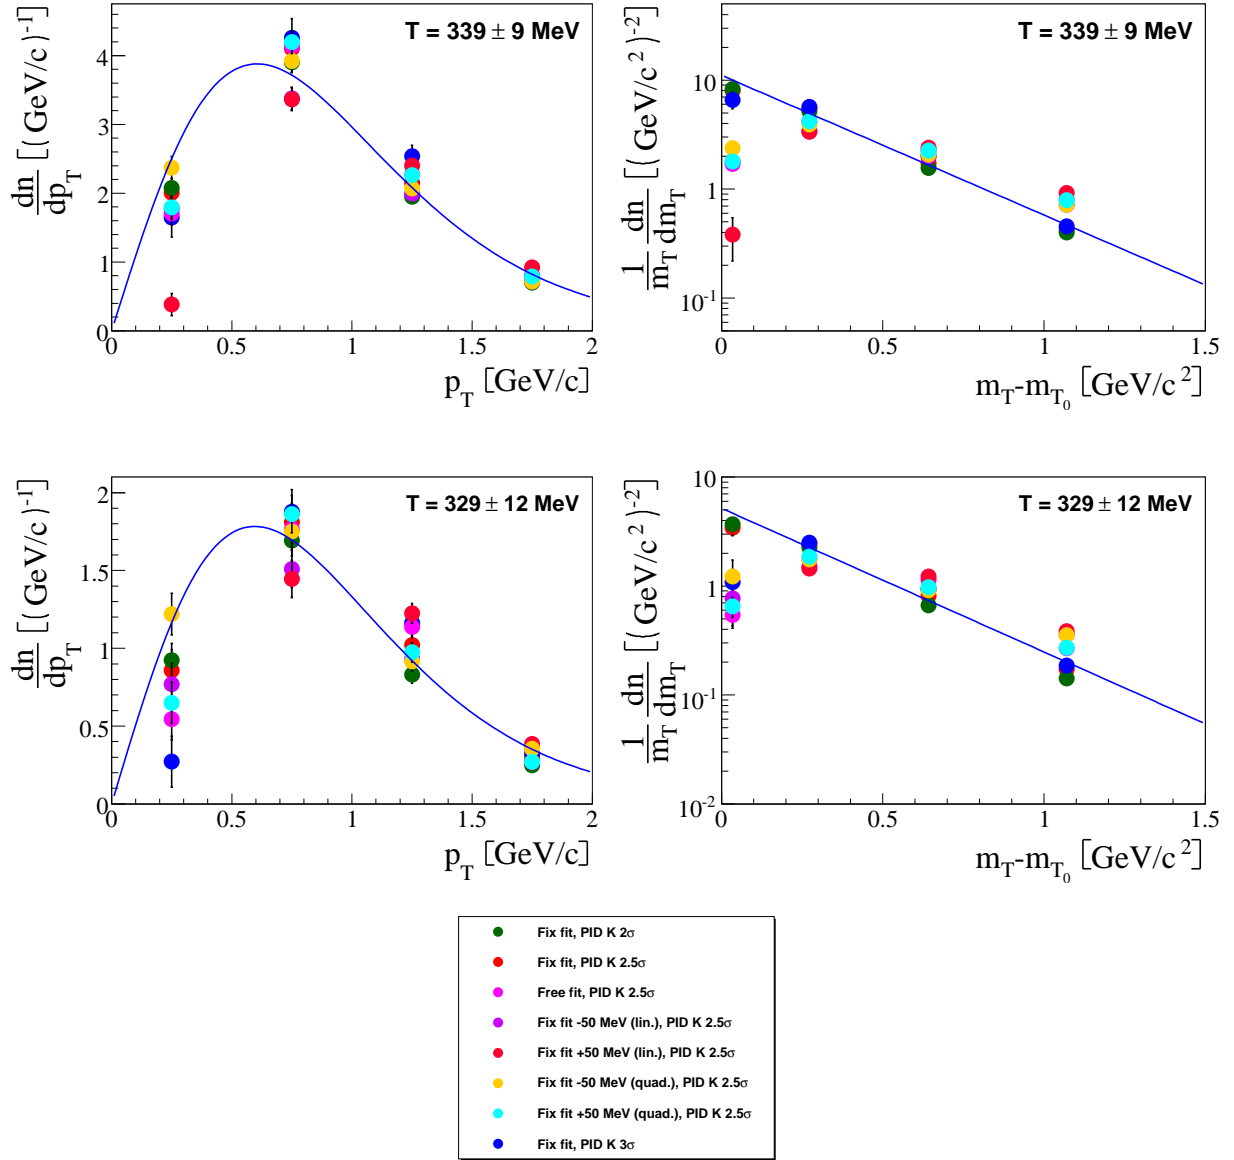 dn/dp_T [(GeV/c)^-1]
T = 339 ± 9 MeV
4
3
2
1
0
0 0.5 1 1.5 2
p_T [GeV/c]
1/m_T dn/dm_T [(GeV/c^2)^-2]
T = 339 ± 9 MeV
10
1
10^-1
0 0.5 1 1.5
m_T-m_T_0 [GeV/c^2]
dn/dp_T [(GeV/c)^-1]
T = 329 ± 12 MeV
2
1.5
1
0.5
0
0 0.5 1 1.5 2
p_T [GeV/c]
1/m_T dn/dm_T [(GeV/c^2)^-2]
T = 329 ± 12 MeV
10
1
10^-1
10^-2
0 0.5 1 1.5
m_T-m_T_0 [GeV/c^2]
Fix fit, PID K 2σ
Fix fit, PID K 2.5σ
Free fit, PID K 2.5σ
Fix fit -50 MeV (lin.), PID K 2.5σ
Fix fit +50 MeV (lin.), PID K 2.5σ
Fix fit -50 MeV (quad.), PID K 2.5σ
Fix fit +50 MeV (quad.), PID K 2.5σ
Fix fit, PID K 3σ